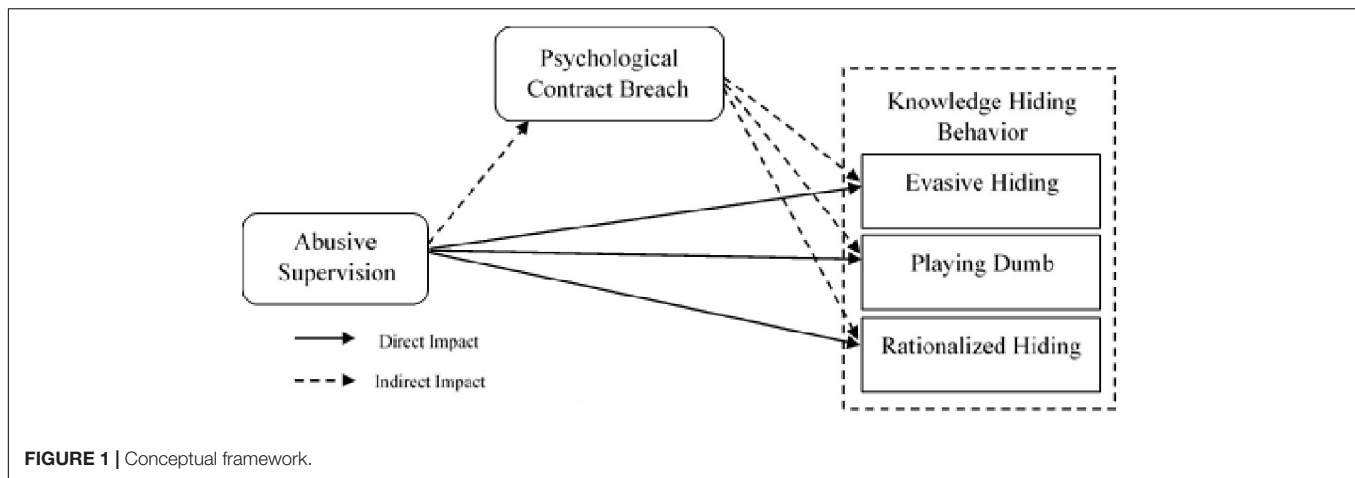 Psychological
Contract Breach
Knowledge Hiding
Behavior
Evasive Hiding
Abusive
Supervision
Playing Dumb
Rationalized Hiding
Direct Impact
Indirect Impact
FIGURE 1 | Conceptual framework.